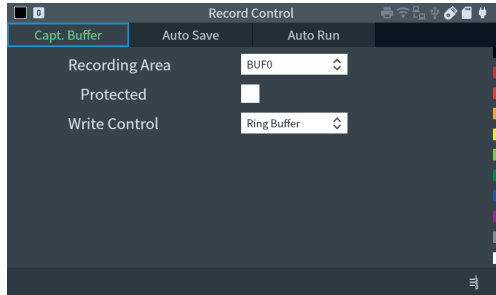 0 Record Control
Capt. Buffer Auto Save Auto Run
Recording Area BUF0
Protected
Write Control Ring Buffer